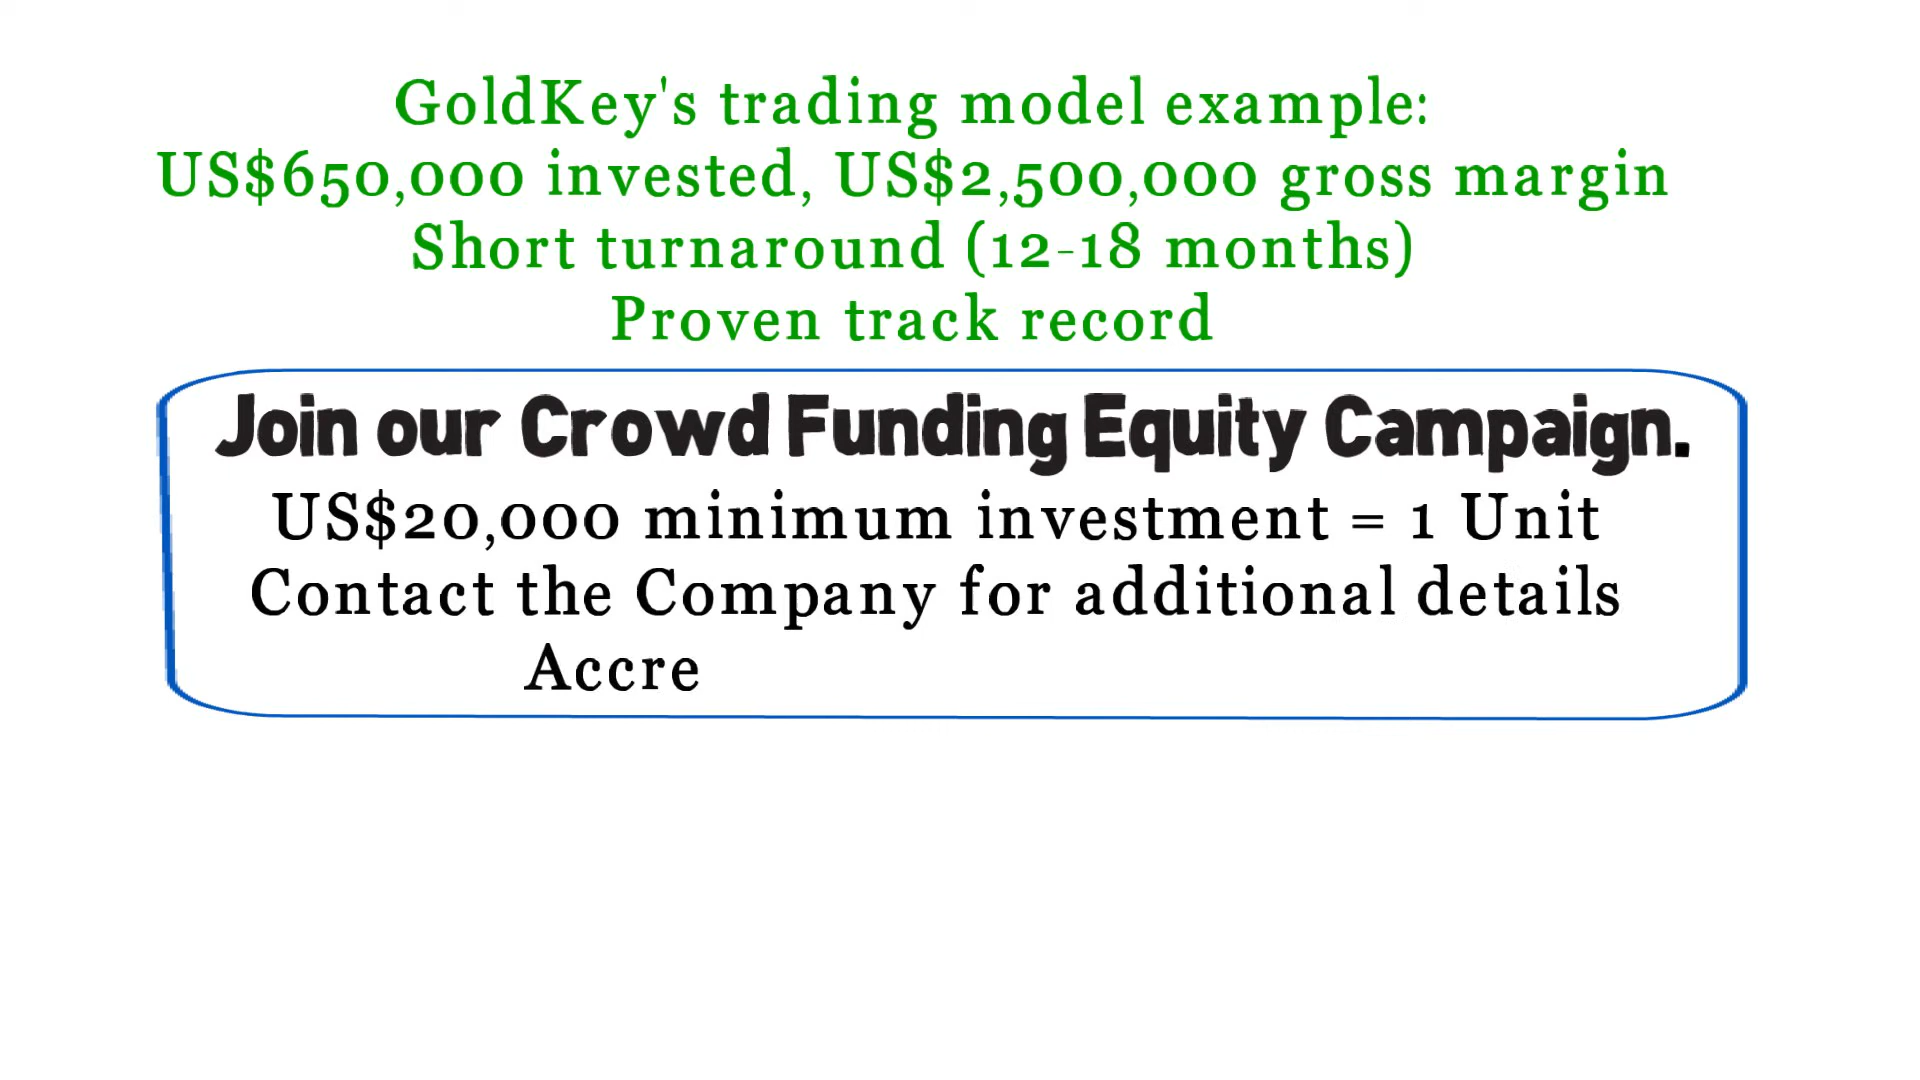 GoldKey's trading model example:
US$650,000 invested, US$2,500,000 gross margin
Short turnaround (12-18 months)
Proven track record
Join our Crowd Funding Equity Campaign.
US$20,000 minimum investment = 1 Unit
Contact the Company for additional details
Accre